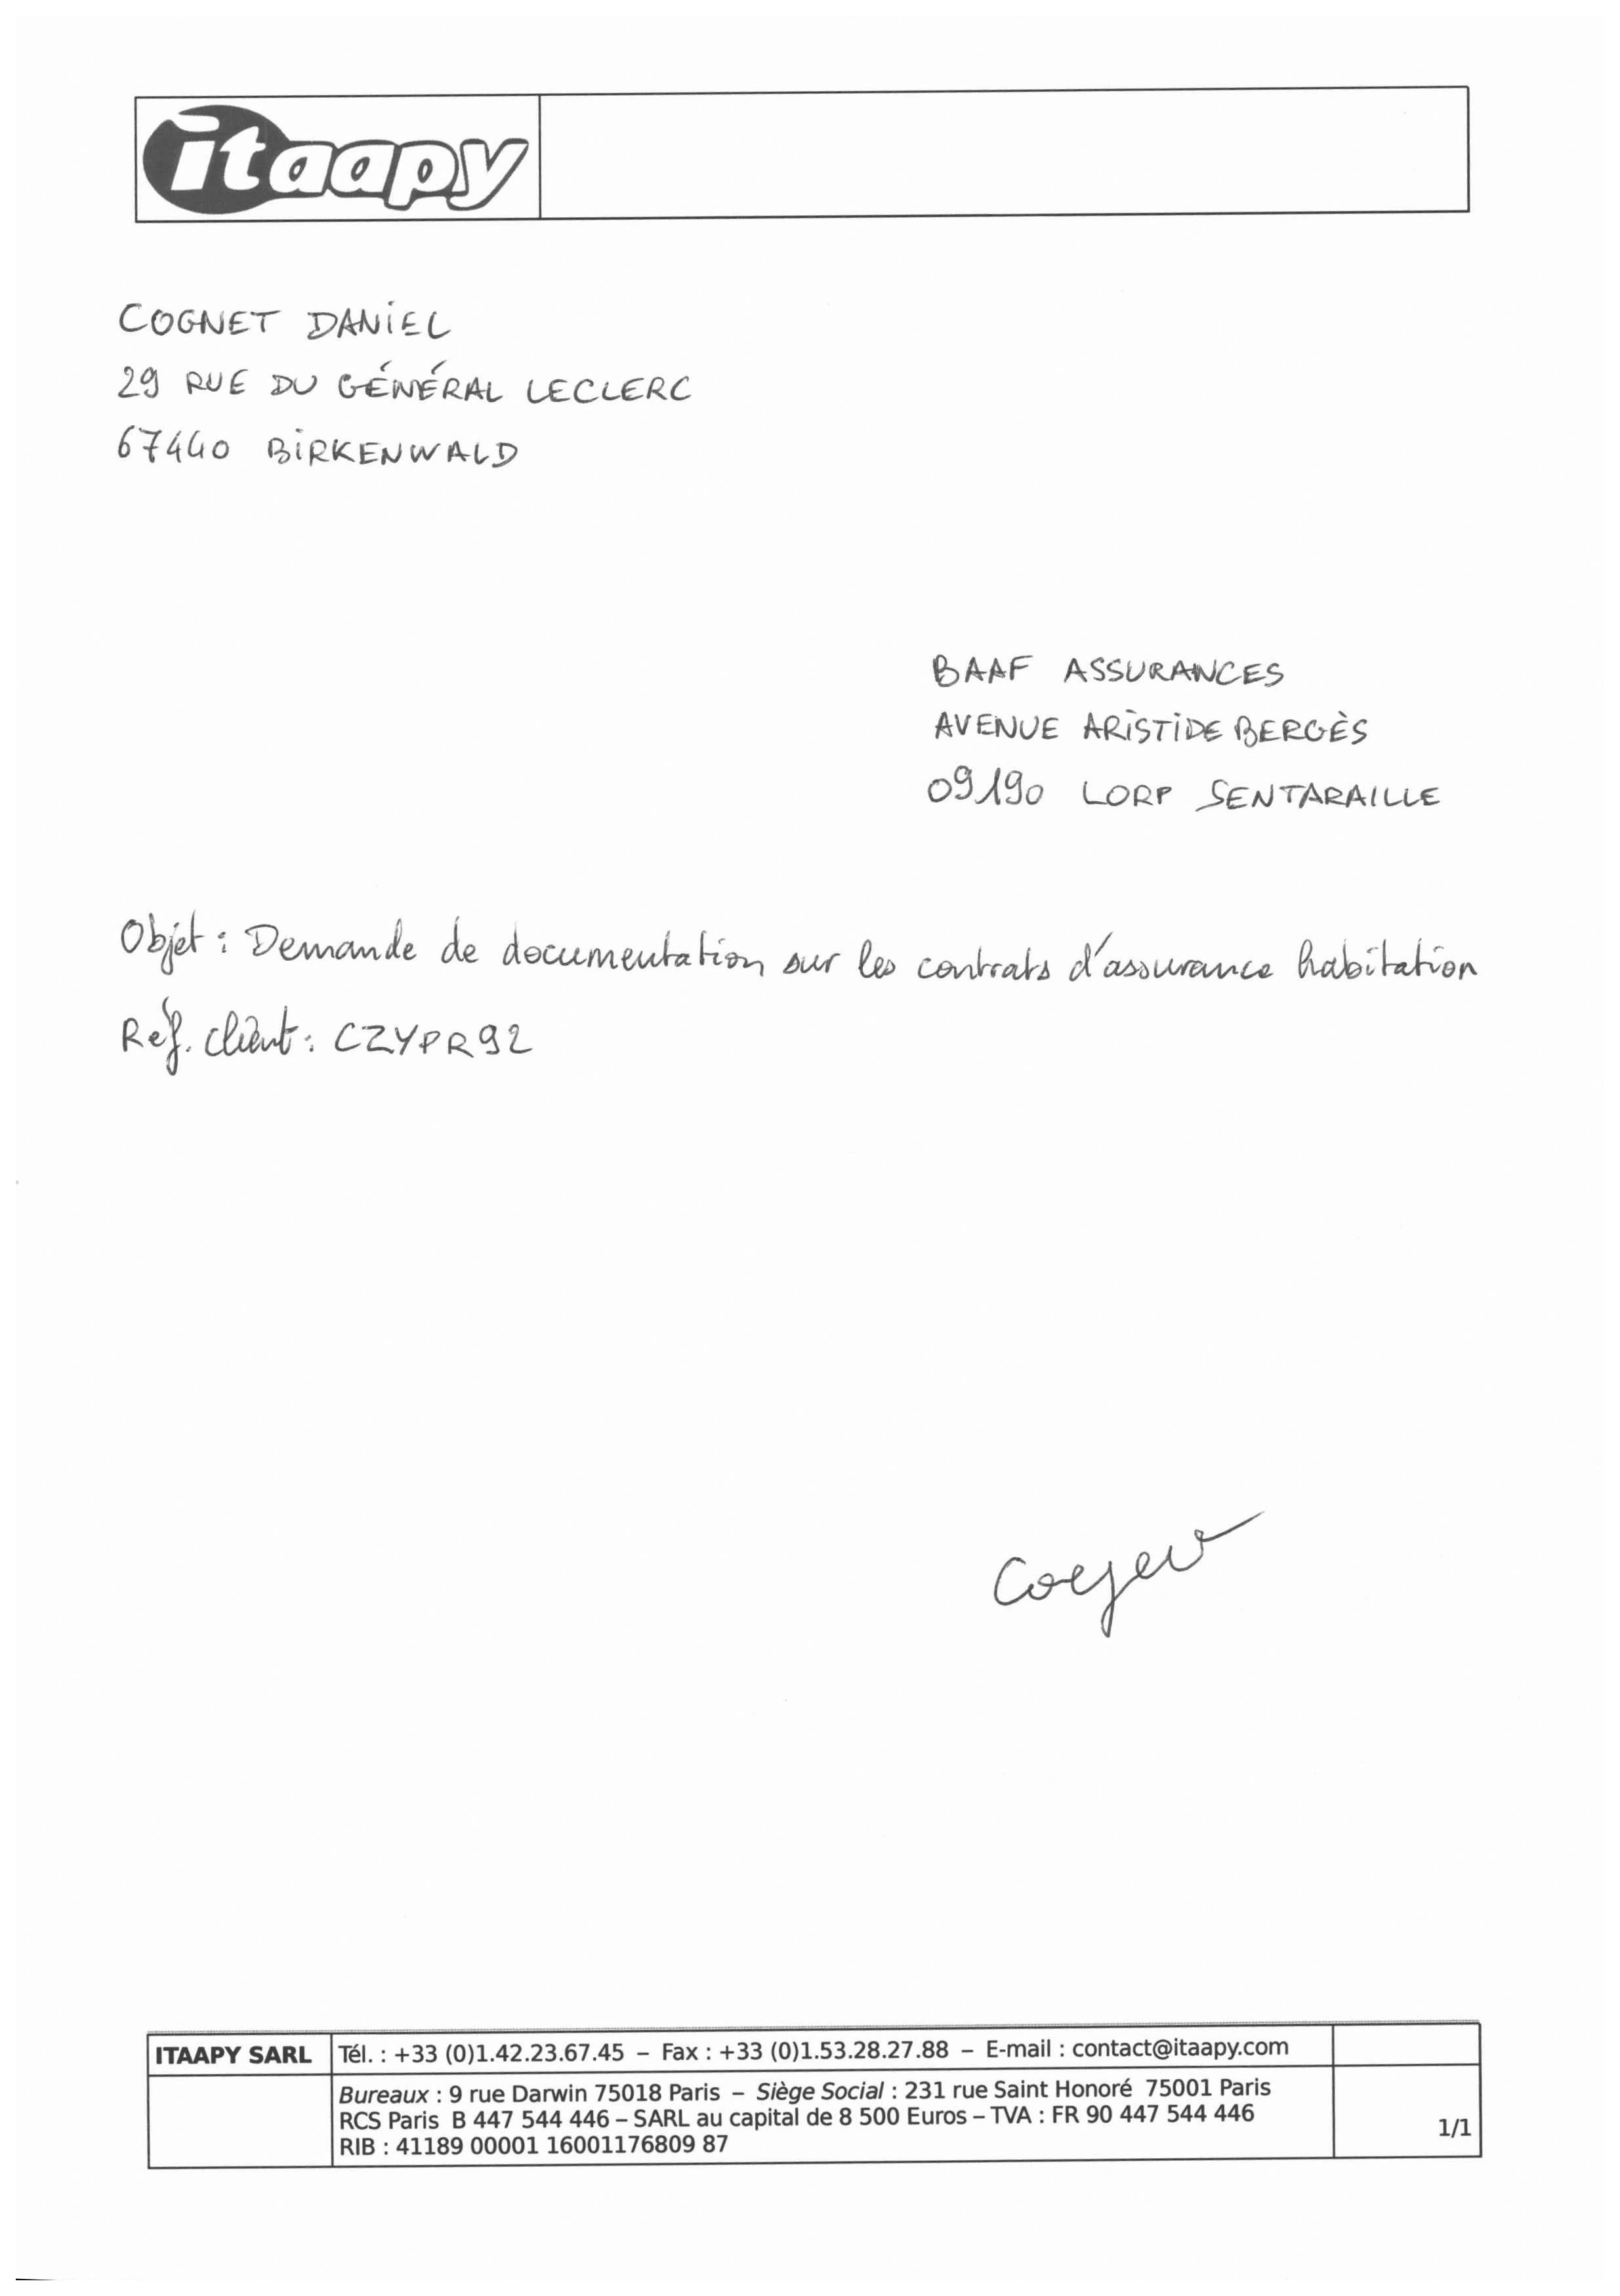 itaapy
COGNET DANIEL
29 RUE DU GÉNÉRAL LECLERC
67440 BIRKENWALD
BAAF ASSURANCES
AVENUE ARISTIDE BERGÈS
09190 LORP SENTARAILLE
Objet : Demande de documentation sur les contrats d'assurance habitation
Réf. client : CZYPR92
ITAAPY SARL Tél. : +33 (0)1.42.23.67.45 – Fax : +33 (0)1.53.28.27.88 – E-mail : contact@itaapy.com
Bureaux : 9 rue Darwin 75018 Paris – Siège Social : 231 rue Saint Honoré 75001 Paris
RCS Paris B 447 544 446 – SARL au capital de 8 500 Euros – TVA : FR 90 447 544 446
RIB : 41189 00001 16001176809 87
1/1